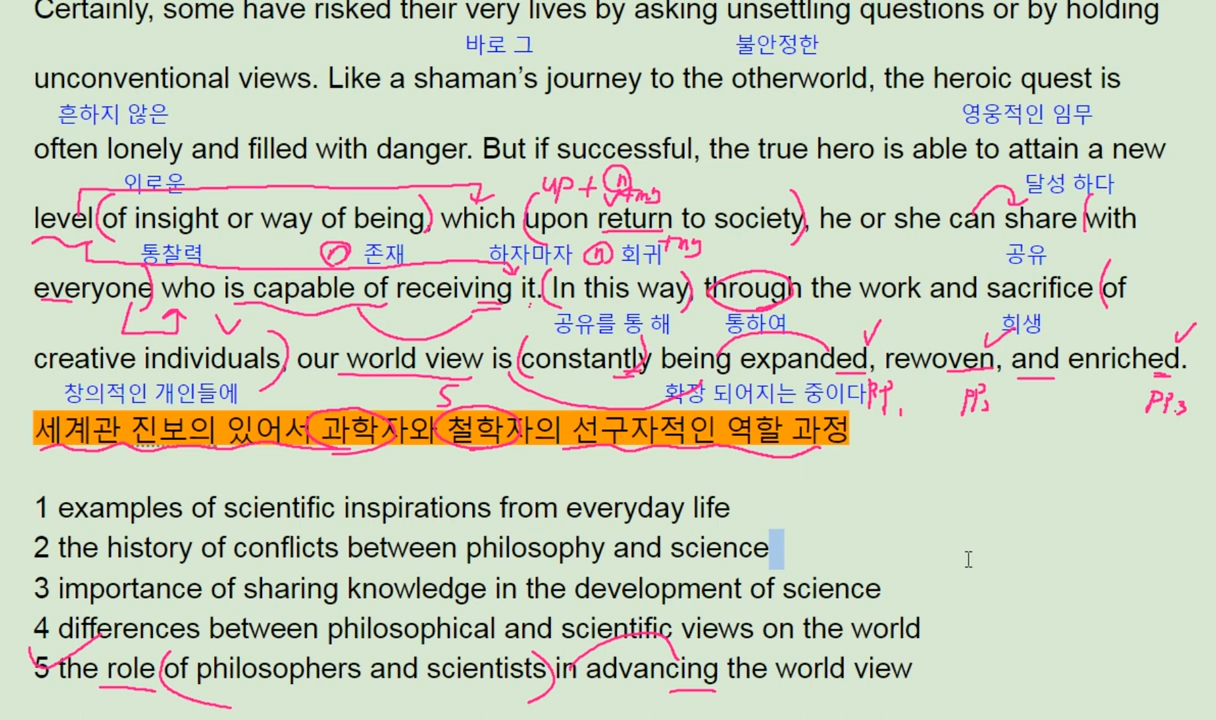 Certainly, some have risked their very lives by asking unsettling questions or by holding
바로 그 불안정한
unconventional views. Like a shaman's journey to the otherworld, the heroic quest is
흔하지 않은 영웅적인 임무
often lonely and filled with danger. But if successful, the true hero is able to attain a new
외로운 up + n 달성 하다
v+ing
level (of insight or way of being) which (upon return to society), he or she can share (with
통찰력 n 존재 하자마자 n 회귀 +ing 공유
everyone) who is capable of receiving it. (In this way) through the work and sacrifice (of
V 공유를 통 해 통하여 희생
creative individuals) our world view is (constantly being expanded, rewoven, and enriched.
창의적인 개인들에 S 확장 되어지는 중이다 PP1 PP2 PP3
세계관 진보의 있어서 과학자와 철학자의 선구자적인 역할 과정
1 examples of scientific inspirations from everyday life
2 the history of conflicts between philosophy and science
3 importance of sharing knowledge in the development of science
4 differences between philosophical and scientific views on the world
5 the role (of philosophers and scientists) in advancing the world view